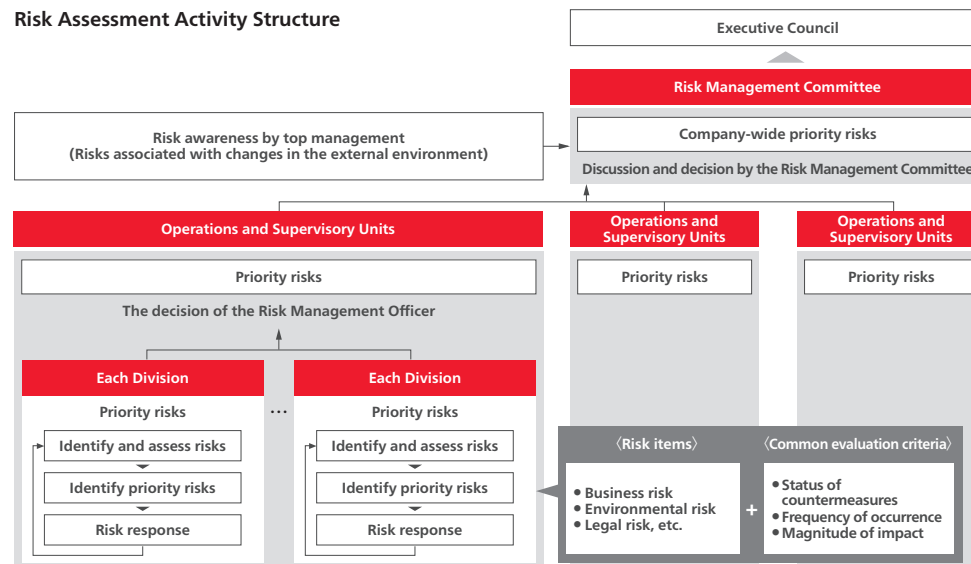 Risk Assessment Activity Structure
Executive Council
Risk Management Committee
Risk awareness by top management
(Risks associated with changes in the external environment)
Company-wide priority risks
Discussion and decision by the Risk Management Committee
Operations and Supervisory Units
Operations and
Supervisory Units
Operations and
Supervisory Units
Priority risks
Priority risks
Priority risks
The decision of the Risk Management Officer
Each Division
Each Division
Priority risks
…
Priority risks
Identify and assess risks
Identify priority risks
Risk response
Identify and assess risks
Identify priority risks
Risk response
〈Risk items〉
• Business risk
• Environmental risk
• Legal risk, etc.
+
〈Common evaluation criteria〉
• Status of
countermeasures
• Frequency of occurrence
• Magnitude of impact